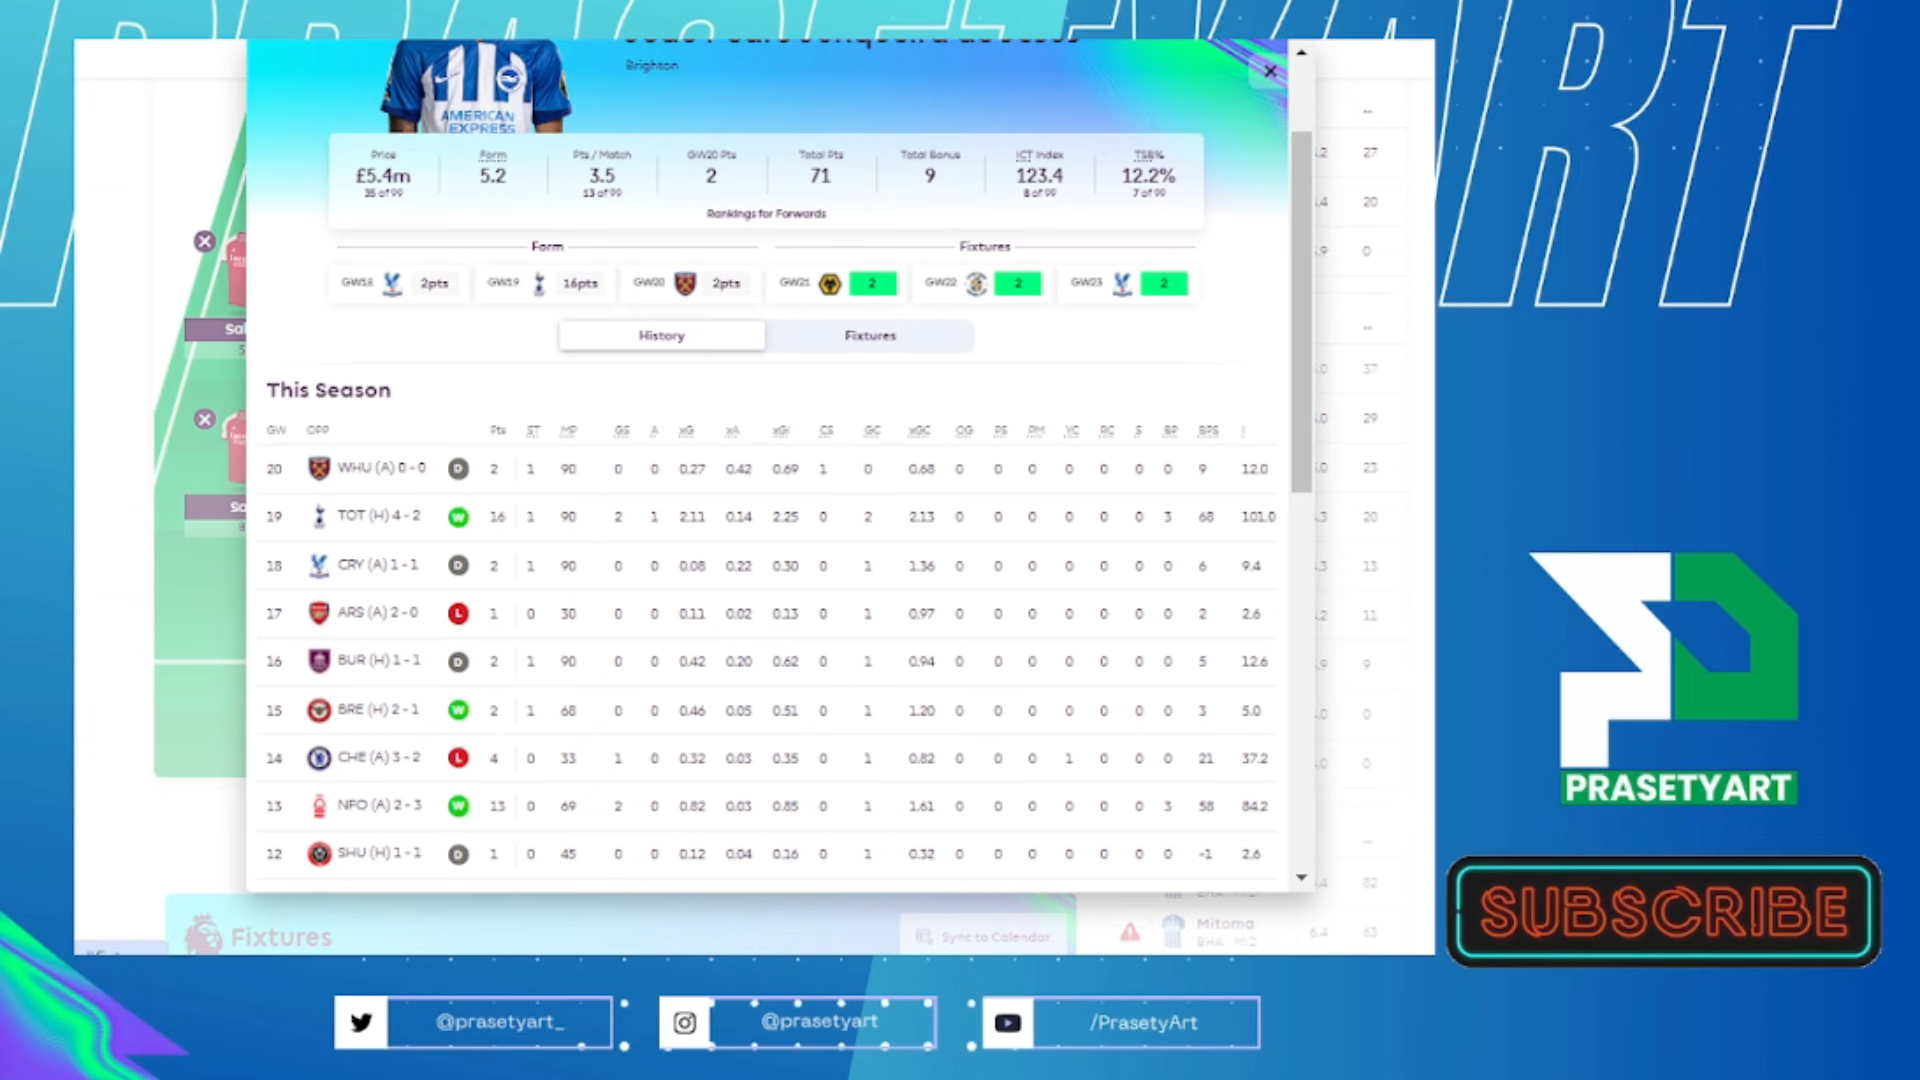 PRASETYART
Brighton
AMERICAN
EXPRESS
Price Form Pts / Match GW20 Pts Total Pts Total Bonus ICT Index TSB%
£5.4m 5.2 3.5 2 71 9 123.4 12.2%
35 of 99 13 of 99 8 of 99 7 of 99
Rankings for Forwards
Form Fixtures
GW18 2pts GW19 16pts GW20 2pts GW21 2 GW22 2 GW23 2
History Fixtures
This Season
GW OPP Pts ST MP GS A xG xA xGI CS GC xGC OG PS PM YC RC S BP BPS I
20 WHU (A) 0 - 0 D 2 1 90 0 0 0.27 0.42 0.69 1 0 0.68 0 0 0 0 0 0 0 9 12.0
19 TOT (H) 4 - 2 W 16 1 90 2 1 2.11 0.14 2.25 0 2 2.13 0 0 0 0 0 0 3 68 101.0
18 CRY (A) 1 - 1 D 2 1 90 0 0 0.08 0.22 0.30 0 1 1.36 0 0 0 0 0 0 0 6 9.4
17 ARS (A) 2 - 0 L 1 0 30 0 0 0.11 0.02 0.13 0 1 0.97 0 0 0 0 0 0 0 2 2.6
16 BUR (H) 1 - 1 D 2 1 90 0 0 0.42 0.20 0.62 0 1 0.94 0 0 0 0 0 0 0 5 12.6
15 BRE (H) 2 - 1 W 2 1 68 0 0 0.46 0.05 0.51 0 1 1.20 0 0 0 0 0 0 0 3 5.0
14 CHE (A) 3 - 2 L 4 0 33 1 0 0.32 0.03 0.35 0 1 0.82 0 0 0 1 0 0 0 21 37.2
13 NFO (A) 2 - 3 W 13 0 69 2 0 0.82 0.03 0.85 0 1 1.61 0 0 0 0 0 0 3 58 84.2
12 SHU (H) 1 - 1 D 1 0 45 0 0 0.12 0.04 0.16 0 1 0.32 0 0 0 0 0 0 0 -1 2.6
Fixtures
Sync to Calendar
Mitoma 6.4 63
BHA
27
20
0
37
29
23
20
13
11
9
0
0
82
PRASETYART
SUBSCRIBE
@prasetyart_
@prasetyart
/PrasetyArt